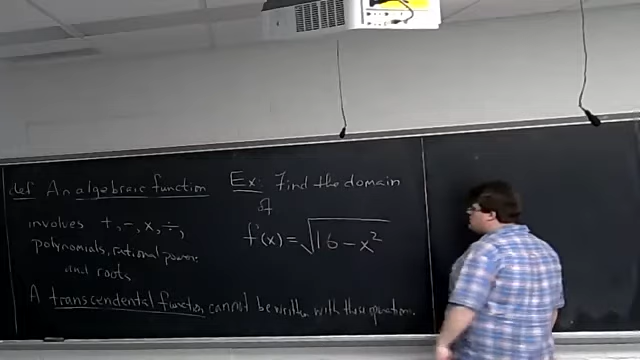 def An algebraic function
involves +, -, x, ÷,
polynomials, rational powers
and roots
A transcendental function cannot be written with these operation.
Ex: Find the domain
of
f(x) = √16 - x²